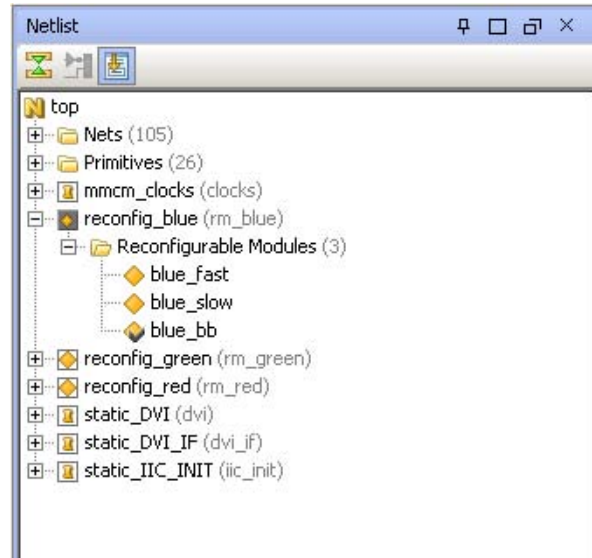 Netlist
top
Nets (105)
Primitives (26)
mmcm_clocks (clocks)
reconfig_blue (rm_blue)
Reconfigurable Modules (3)
blue_fast
blue_slow
blue_bb
reconfig_green (rm_green)
reconfig_red (rm_red)
static_DVI (dvi)
static_DVI_IF (dvi_if)
static_IIC_INIT (iic_init)